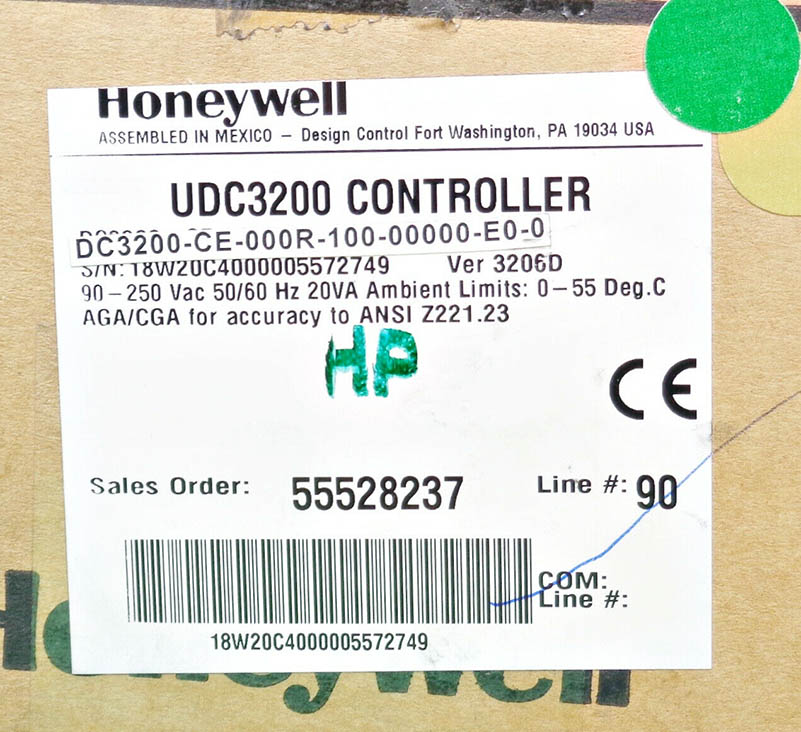 Honeywell
ASSEMBLED IN MEXICO – Design Control Fort Washington, PA 19034 USA
UDC3200 CONTROLLER
DC3200-CE-000R-100-00000-E0-0
S/N: 18W20C4000005572749 Ver 3206D
90–250 Vac 50/60 Hz 20VA Ambient Limits: 0–55 Deg.C
AGA/CGA for accuracy to ANSI Z221.23
HP
CE
Sales Order: 55528237 Line #: 90
COM:
Line #:
18W20C4000005572749
Honeywell